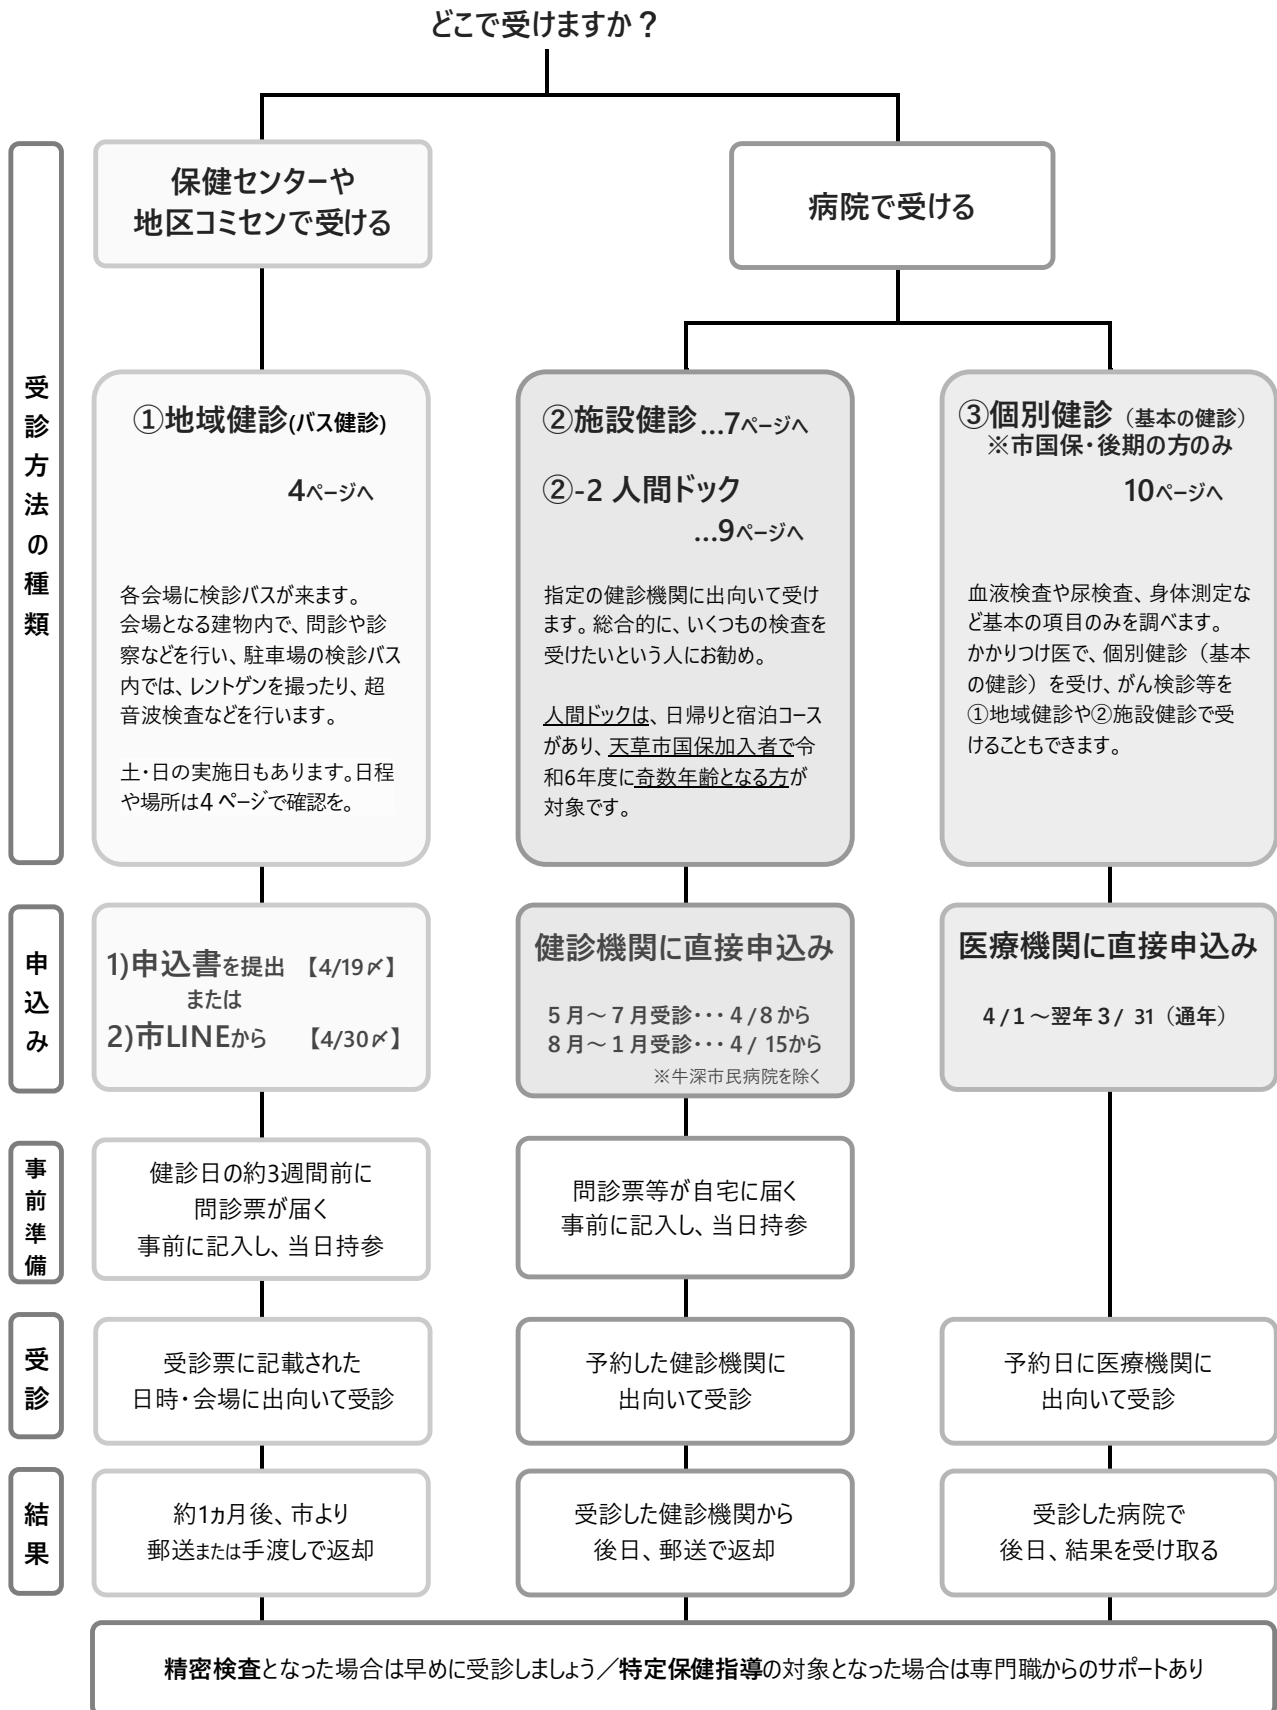 どこで受けますか？
保健センターや
地区コミセンで受ける
病院で受ける
受診方法の種類
①地域健診(バス健診)
4ページへ
各会場に検診バスが来ます。
会場となる建物内で、問診や診
察などを行い、駐車場の検診バス
内では、レントゲンを撮ったり、超
音波検査などを行います。
土・日の実施日もあります。日程
や場所は4ページで確認を。
②施設健診…7ページへ
②-2 人間ドック
…9ページへ
指定の健診機関に出向いて受け
ます。総合的に、いくつもの検査を
受けたいという人にお勧め。
人間ドックは、日帰りと宿泊コース
があり、天草市国保加入者で令
和6年度に奇数年齢となる方が
対象です。
③個別健診（基本の健診）
※市国保・後期の方のみ
10ページへ
血液検査や尿検査、身体測定な
ど基本の項目のみを調べます。
かかりつけ医で、個別健診（基本
の健診）を受け、がん検診等を
①地域健診や②施設健診で受
けることもできます。
申込み
1)申込書を提出 【4/19〆】
または
2)市LINEから 【4/30〆】
健診機関に直接申込み
5月～7月受診・・・4/8から
8月～1月受診・・・4/15から
※牛深市民病院を除く
医療機関に直接申込み
4/1～翌年3/31（通年）
事前準備
健診日の約3週間前に
問診票が届く
事前に記入し、当日持参
問診票等が自宅に届く
事前に記入し、当日持参
受診
受診票に記載された
日時・会場に出向いて受診
予約した健診機関に
出向いて受診
予約日に医療機関に
出向いて受診
結果
約1ヵ月後、市より
郵送または手渡しで返却
受診した健診機関から
後日、郵送で返却
受診した病院で
後日、結果を受け取る
精密検査となった場合は早めに受診しましょう／特定保健指導の対象となった場合は専門職からのサポートあり